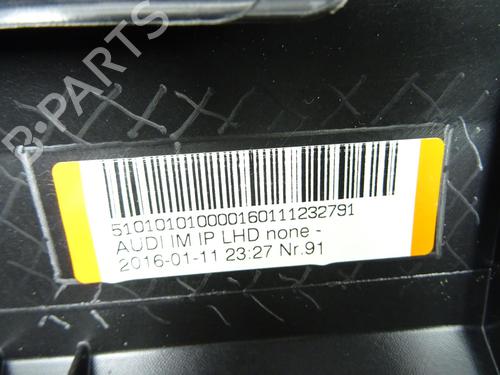 B-PARTS
510101010000160111232791
AUDI IM IP LHD none -
2016-01-11 23:27 Nr.91